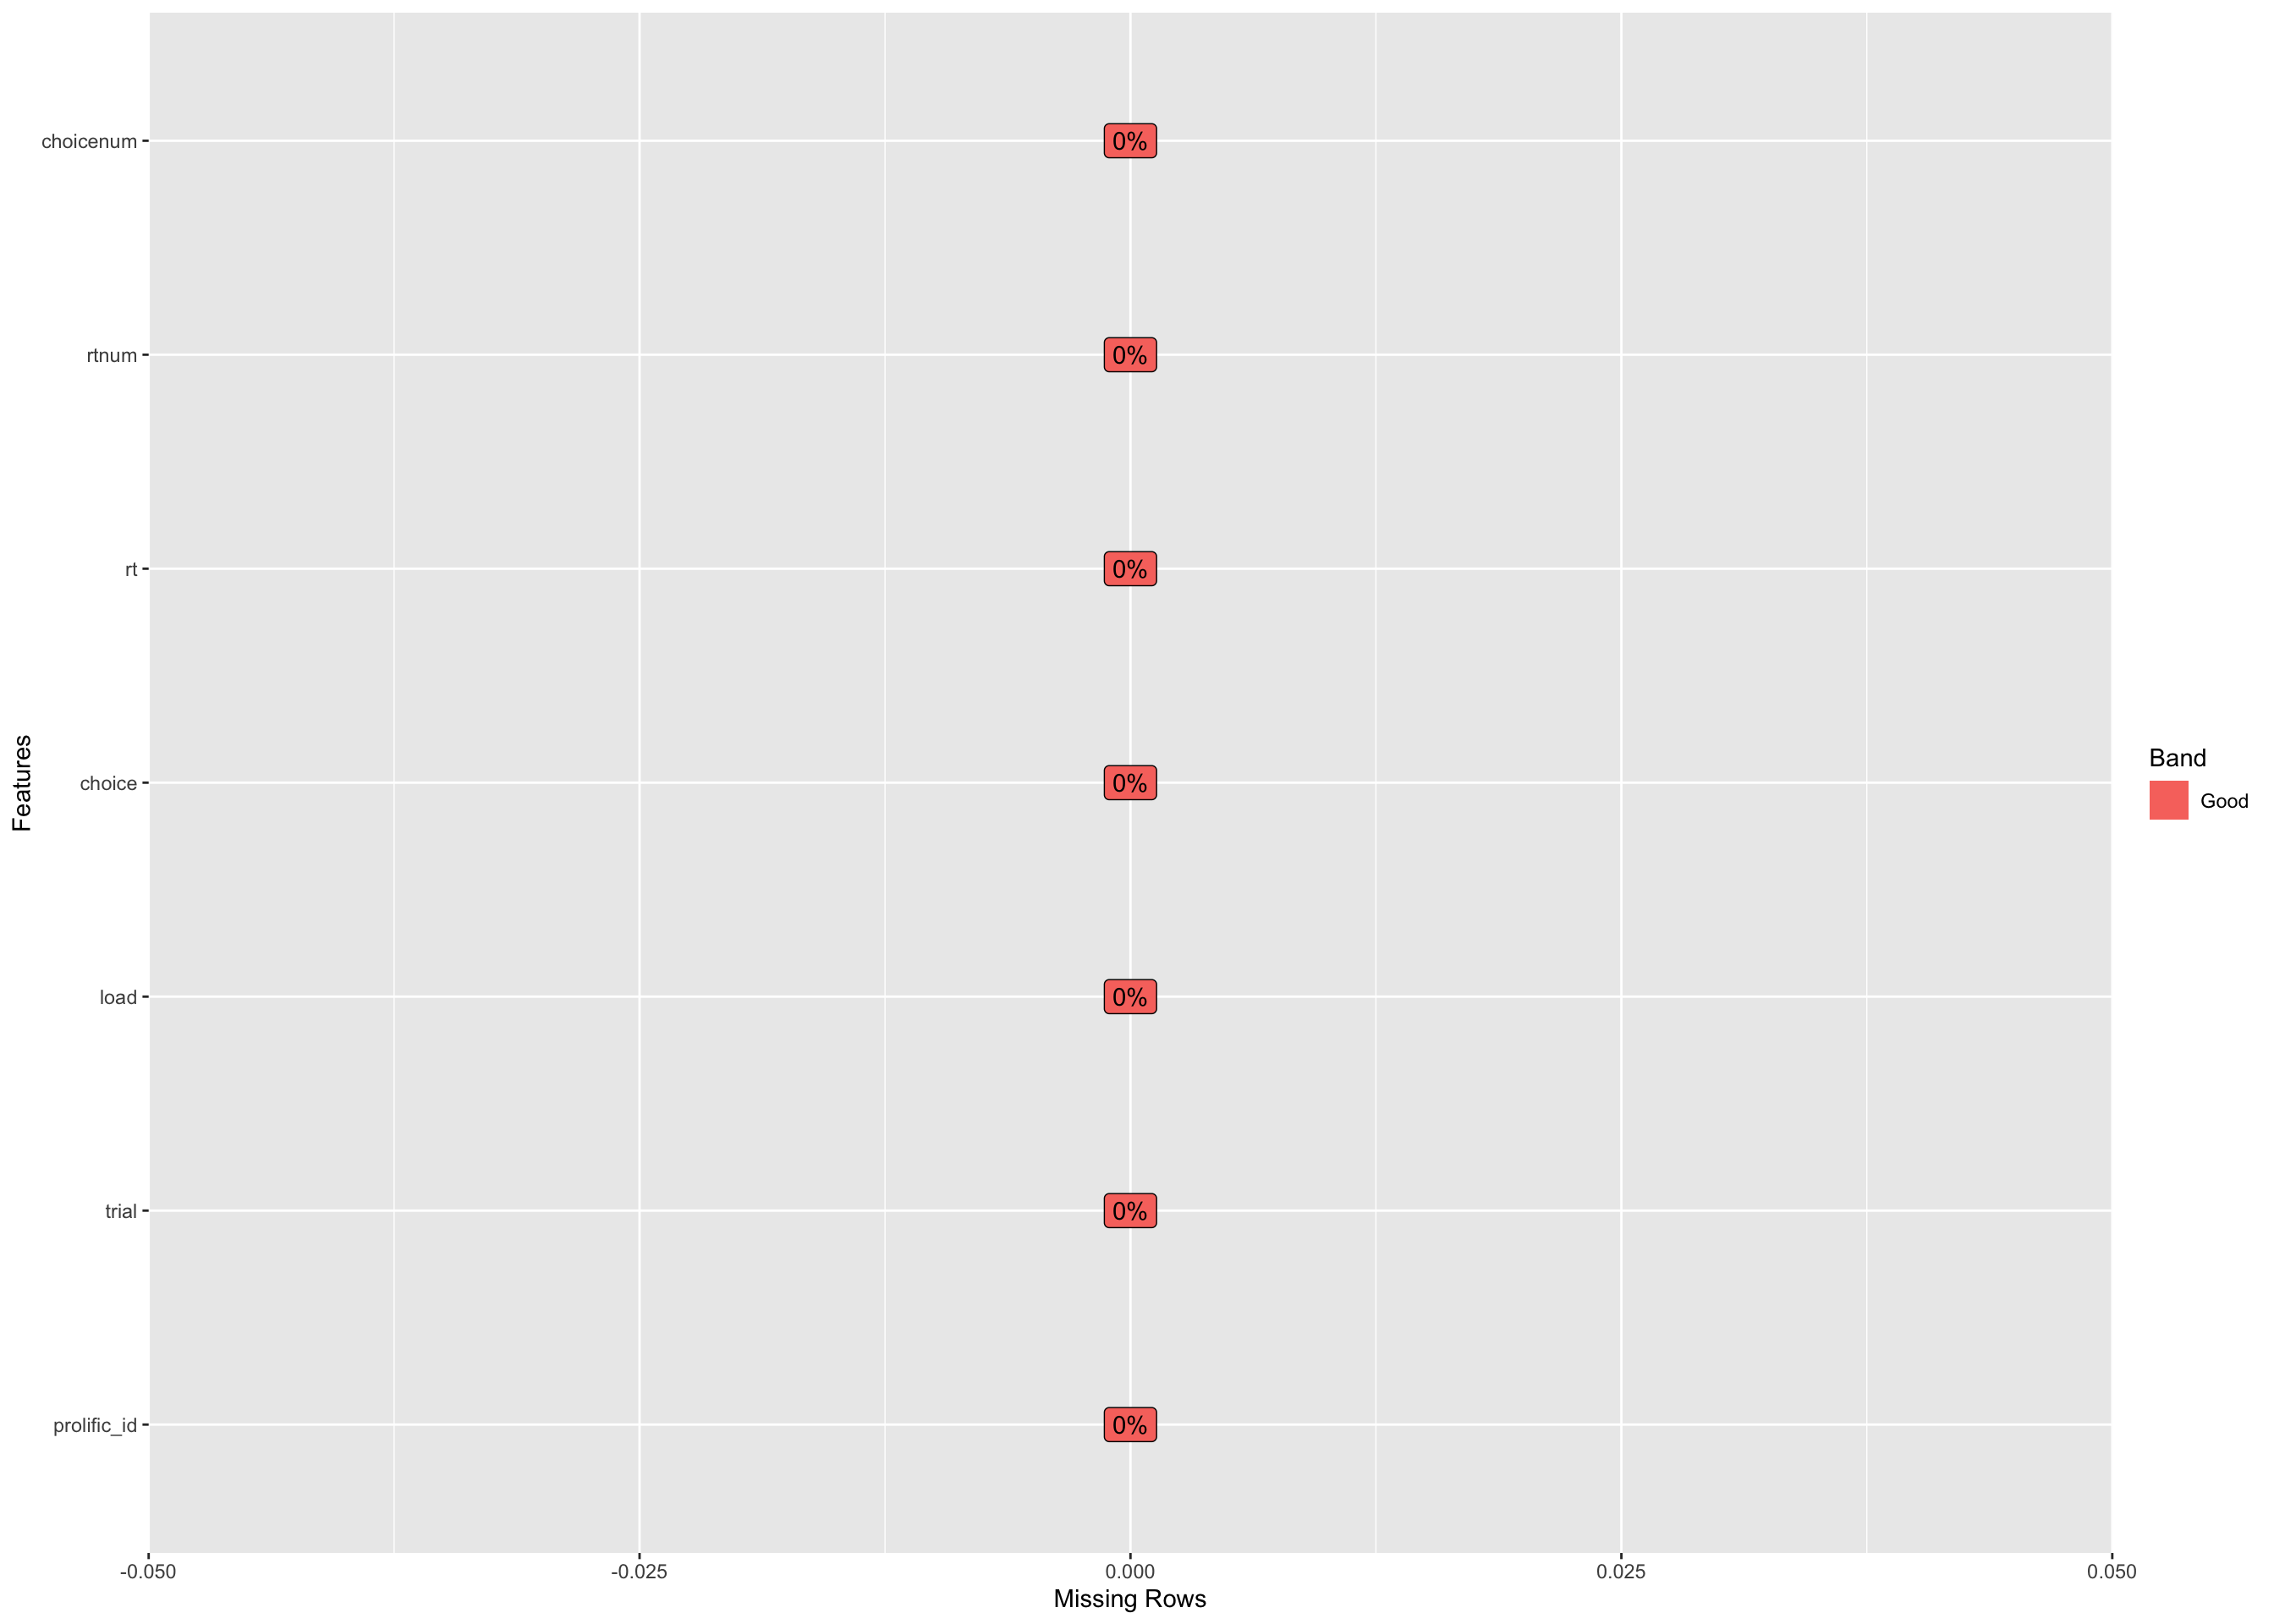 choicenum 0%
rtnum 0%
rt 0%
choice 0%
load 0%
trial 0%
prolific_id 0%
Features
-0.050 -0.025 0.000 0.025 0.050
Missing Rows
Band
Good